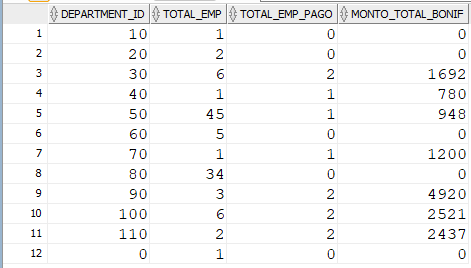 DEPARTMENT_ID TOTAL_EMP TOTAL_EMP_PAGO MONTO_TOTAL_BONIF
1 10 1 0 0
2 20 2 0 0
3 30 6 2 1692
4 40 1 1 780
5 50 45 1 948
6 60 5 0 0
7 70 1 1 1200
8 80 34 0 0
9 90 3 2 4920
10 100 6 2 2521
11 110 2 2 2437
12 0 1 0 0